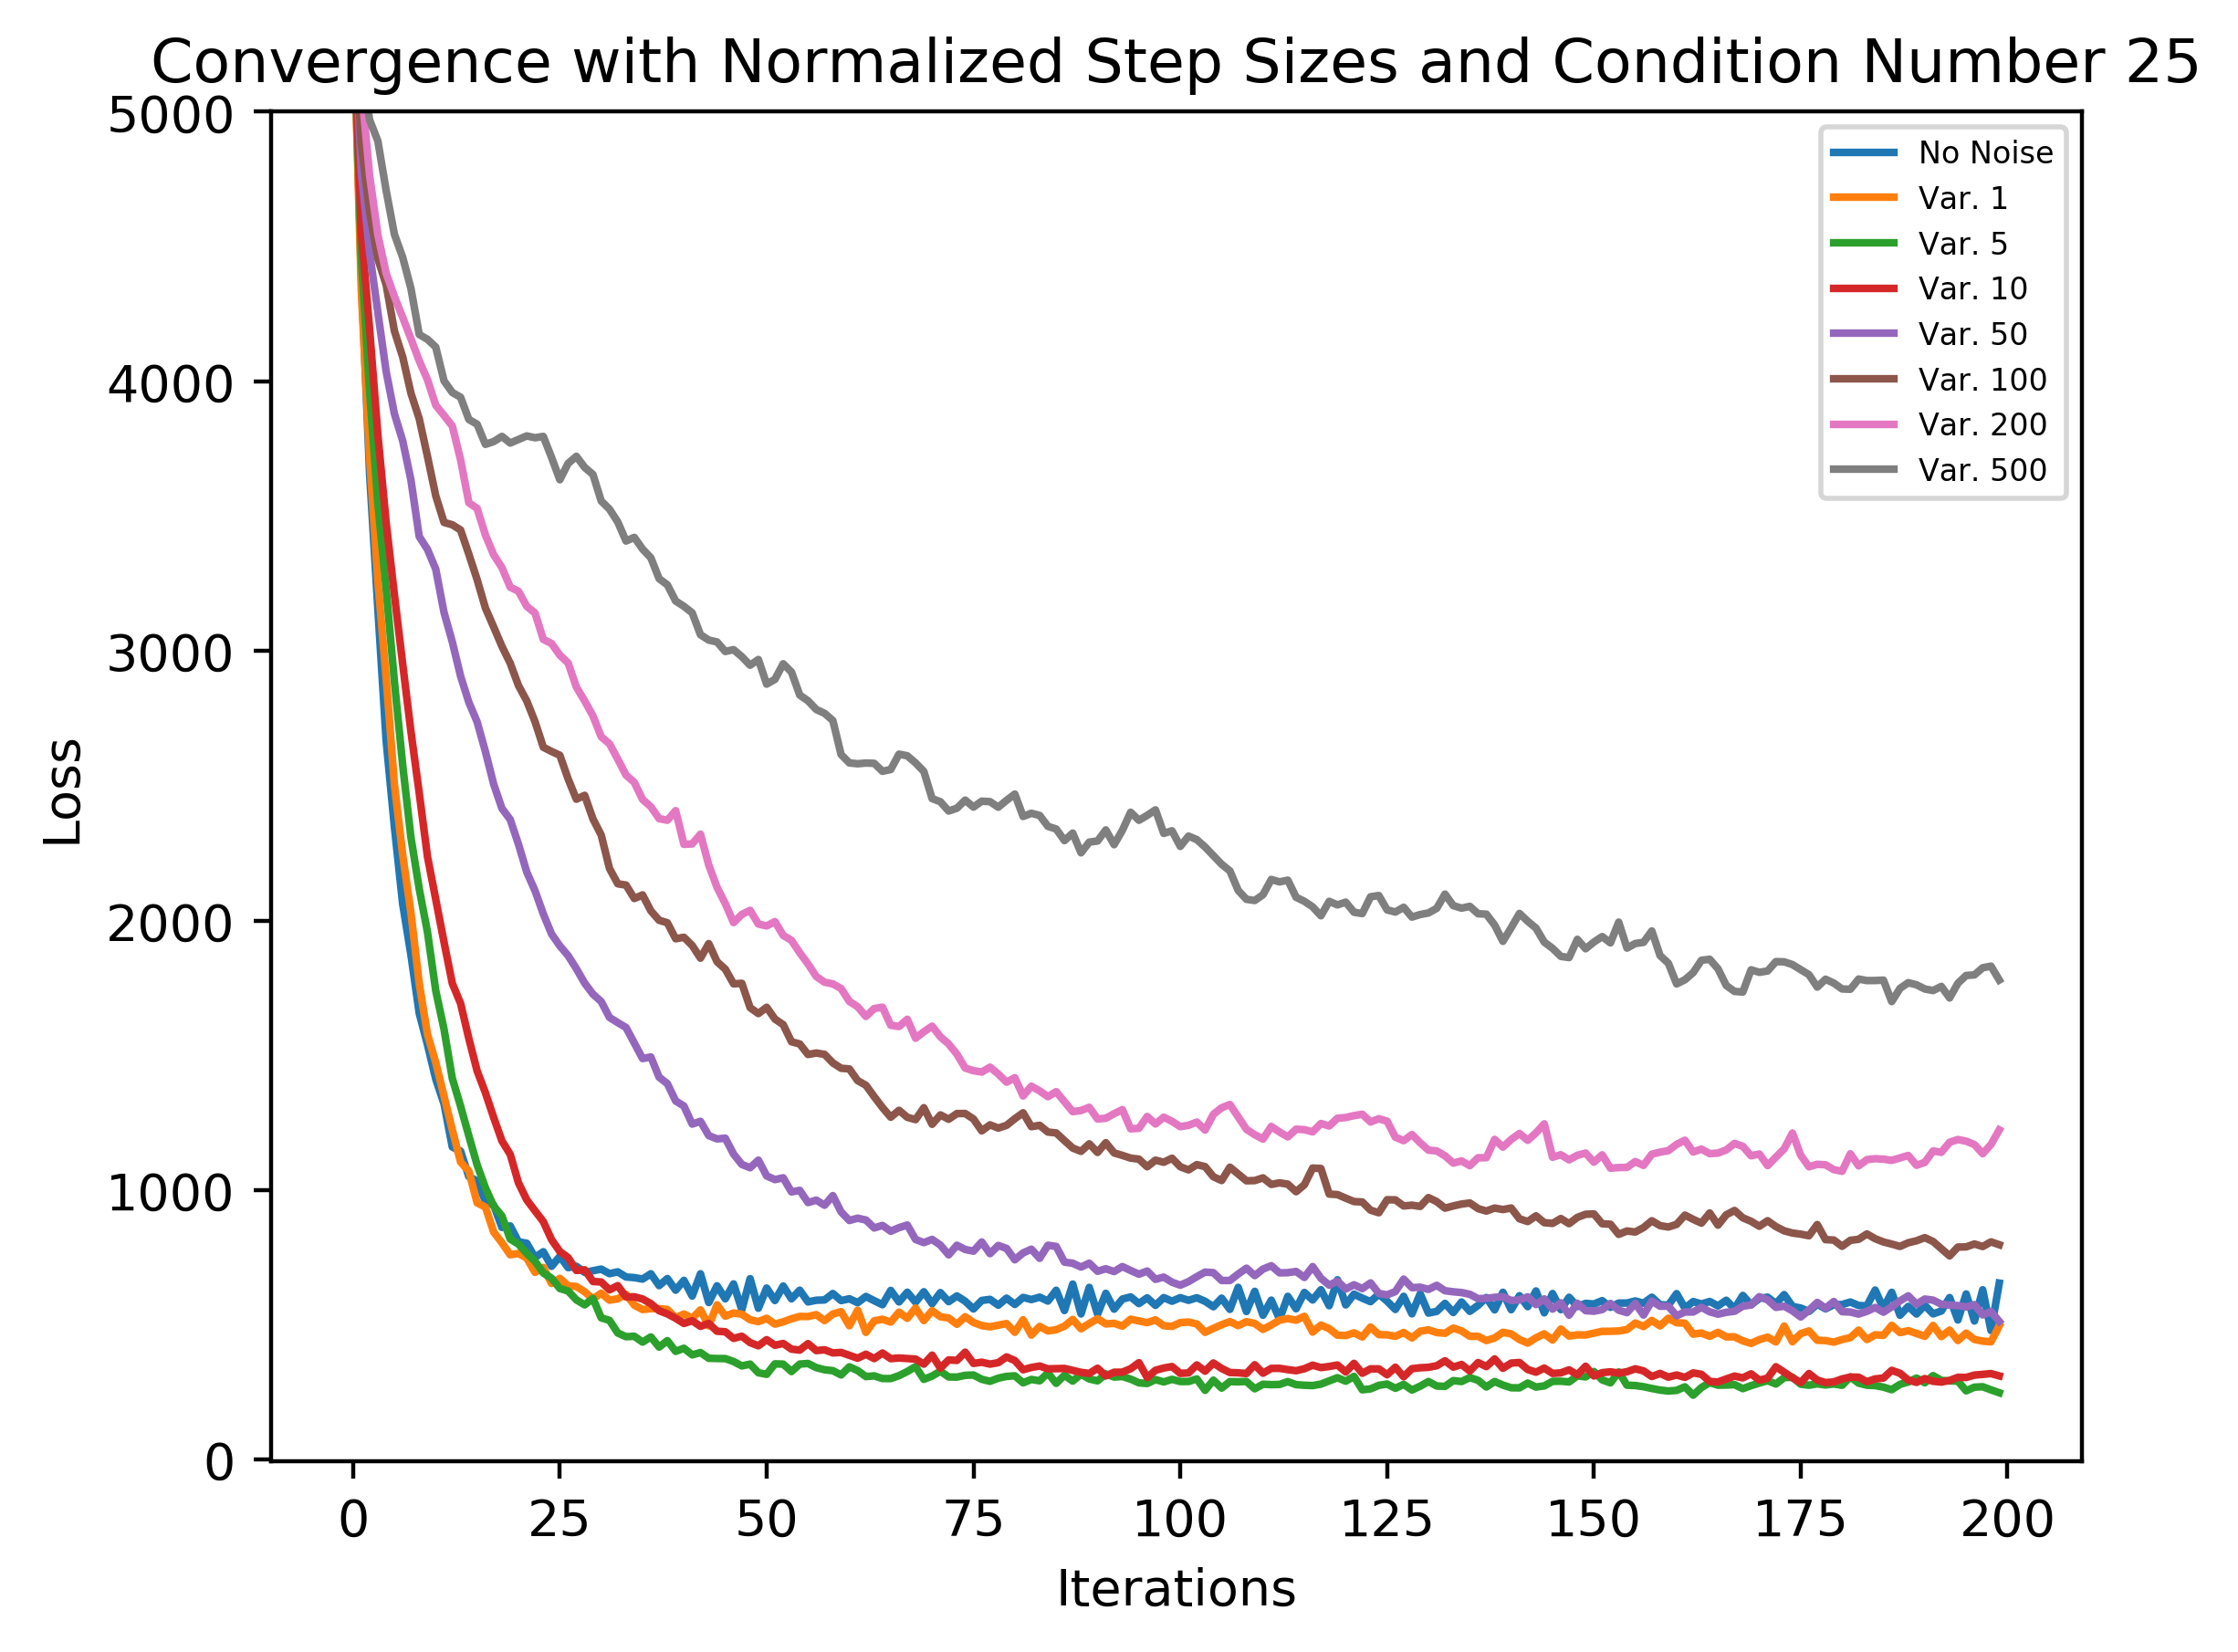 Convergence with Normalized Step Sizes and Condition Number 25
5000
4000
3000
2000
1000
0
Loss
No Noise
Var. 1
Var. 5
Var. 10
Var. 50
Var. 100
Var. 200
Var. 500
0 25 50 75 100 125 150 175 200
Iterations